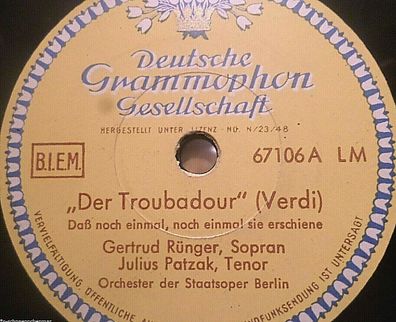 Deutsche
Grammophon
Gesellschaft
HERGESTELLT UNTER LIZENZ - NO. N/23/48
B.I.E.M.
67106 A LM
„Der Troubadour" (Verdi)
Daß noch einmal, noch einmal sie erschiene
Gertrud Rünger, Sopran
Julius Patzak, Tenor
Orchester der Staatsoper Berlin
VERVIELFÄLTIGUNG, ÖFFENTLICHE
UNDFUNKSENDUNG IST UNTERSAGT